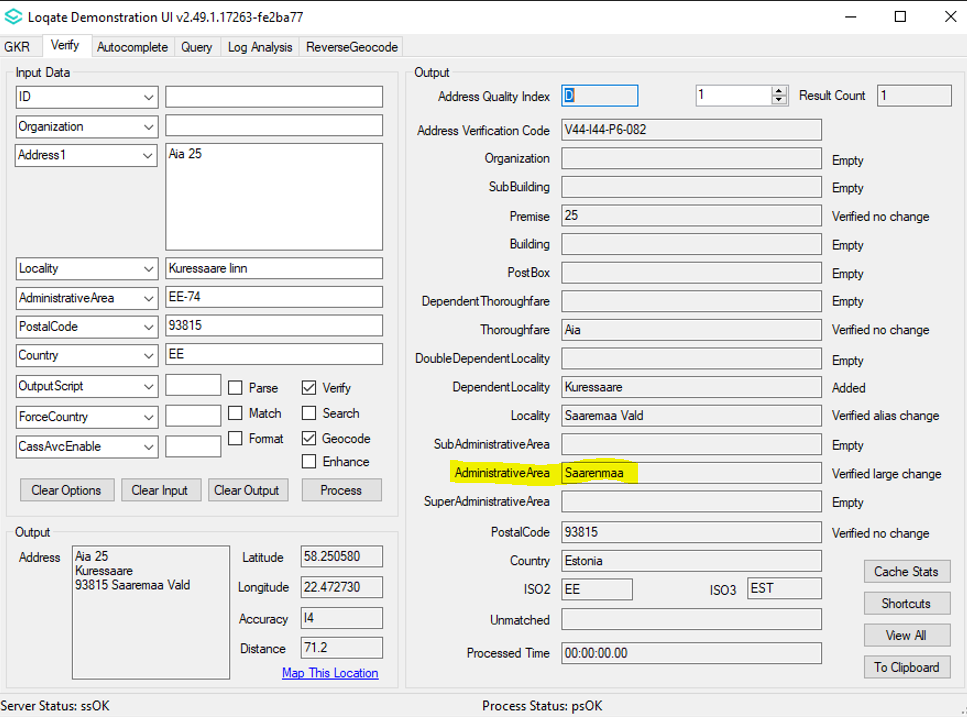 Loqate Demonstration UI v2.49.1.17263-fe2ba77
GKR Verify Autocomplete Query Log Analysis ReverseGeocode
Input Data
ID
Organization
Address1 Aia 25
Locality Kuressaare linn
AdministrativeArea EE-74
PostalCode 93815
Country EE
OutputScript Parse Verify
ForceCountry Match Search
CassAvcEnable Format Geocode
Enhance
Clear Options Clear Input Clear Output Process
Output
Address Aia 25
Kuressaare
93815 Saaremaa Vald
Latitude 58.250580
Longitude 22.472730
Accuracy I4
Distance 71.2
Map This Location
Output
Address Quality Index D 1 Result Count 1
Address Verification Code V44-I44-P6-082
Organization Empty
SubBuilding Empty
Premise 25 Verified no change
Building Empty
PostBox Empty
DependentThoroughfare Empty
Thoroughfare Aia Verified no change
DoubleDependentLocality Empty
DependentLocality Kuressaare Added
Locality Saaremaa Vald Verified alias change
SubAdministrativeArea Empty
AdministrativeArea Saarenmaa Verified large change
SuperAdministrativeArea Empty
PostalCode 93815 Verified no change
Country Estonia
ISO2 EE ISO3 EST
Unmatched
Processed Time 00:00:00.00
Cache Stats
Shortcuts
View All
To Clipboard
Server Status: ssOK Process Status: psOK